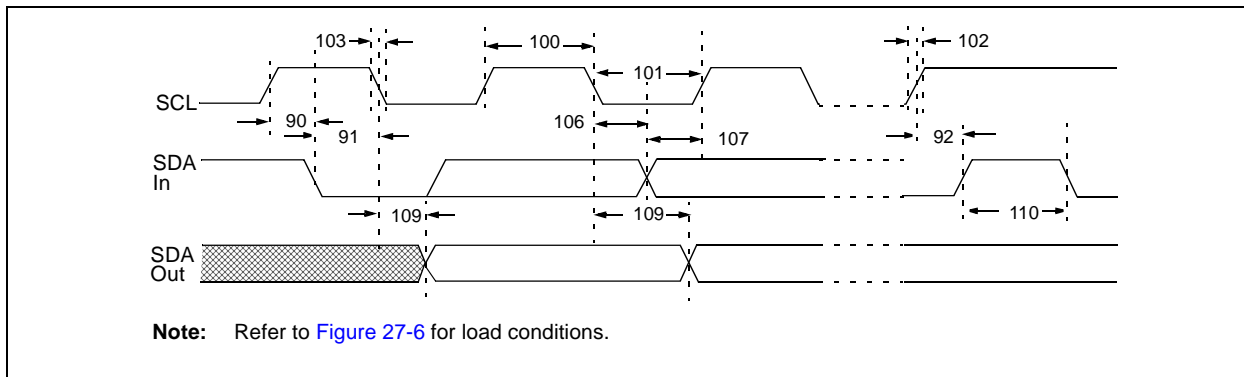 103
100
102
101
SCL
90
91
106
107
92
SDA
In
109
109
110
SDA
Out
Note: Refer to Figure 27-6 for load conditions.